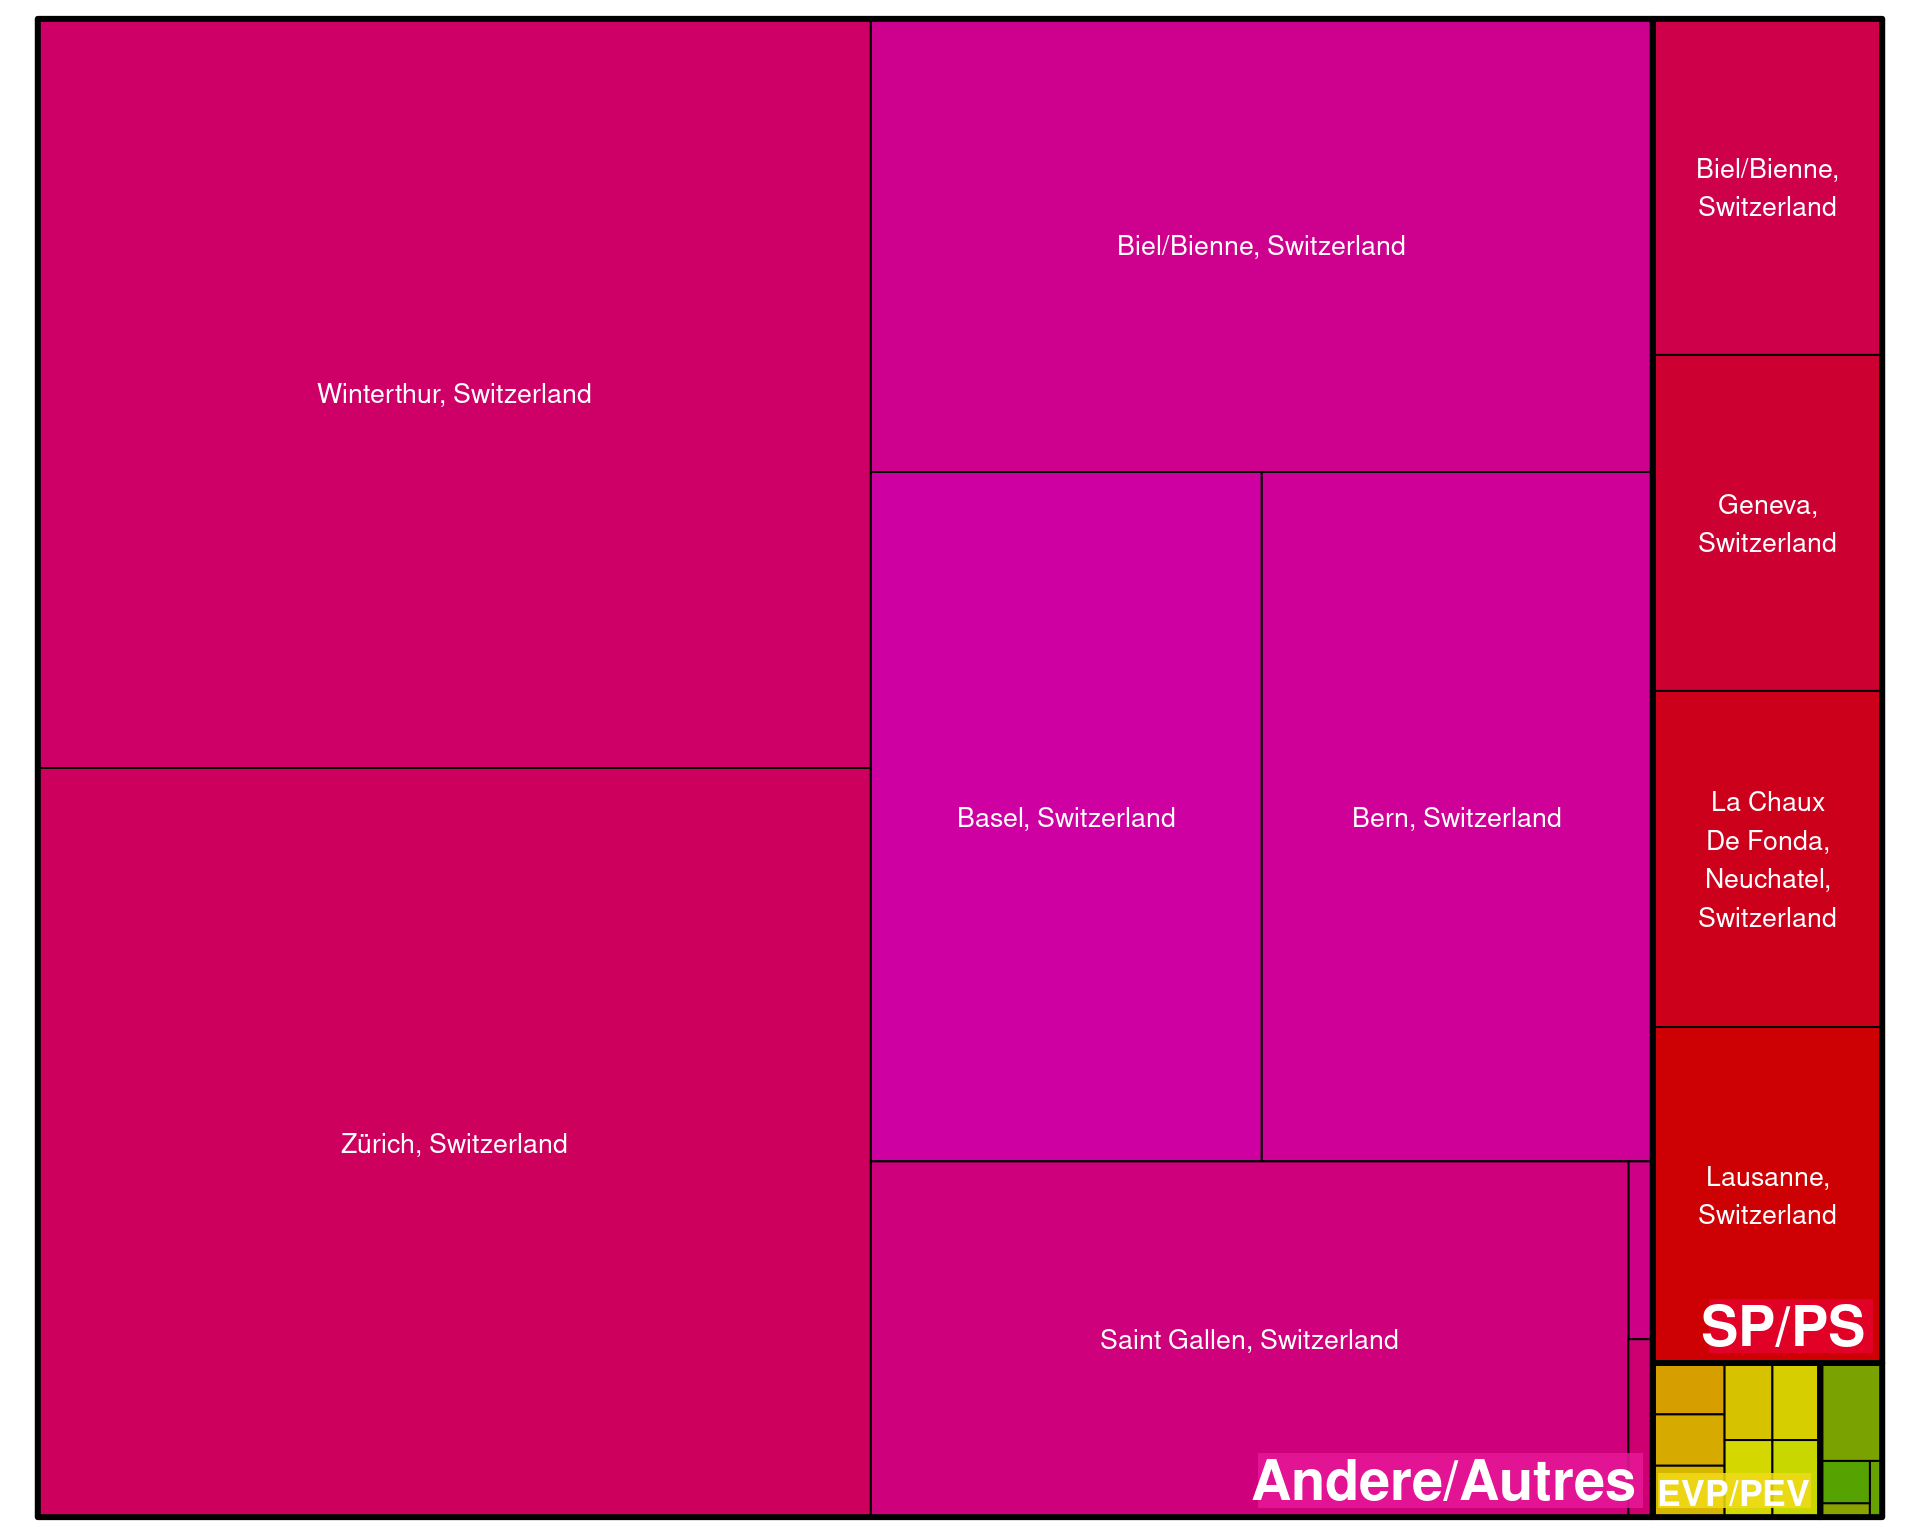 Winterthur, Switzerland
Zürich, Switzerland
Biel/Bienne, Switzerland
Basel, Switzerland
Bern, Switzerland
Saint Gallen, Switzerland
Andere/Autres
Biel/Bienne,
Switzerland
Geneva,
Switzerland
La Chaux
De Fonda,
Neuchatel,
Switzerland
Lausanne,
Switzerland
SP/PS
EVP/PEV